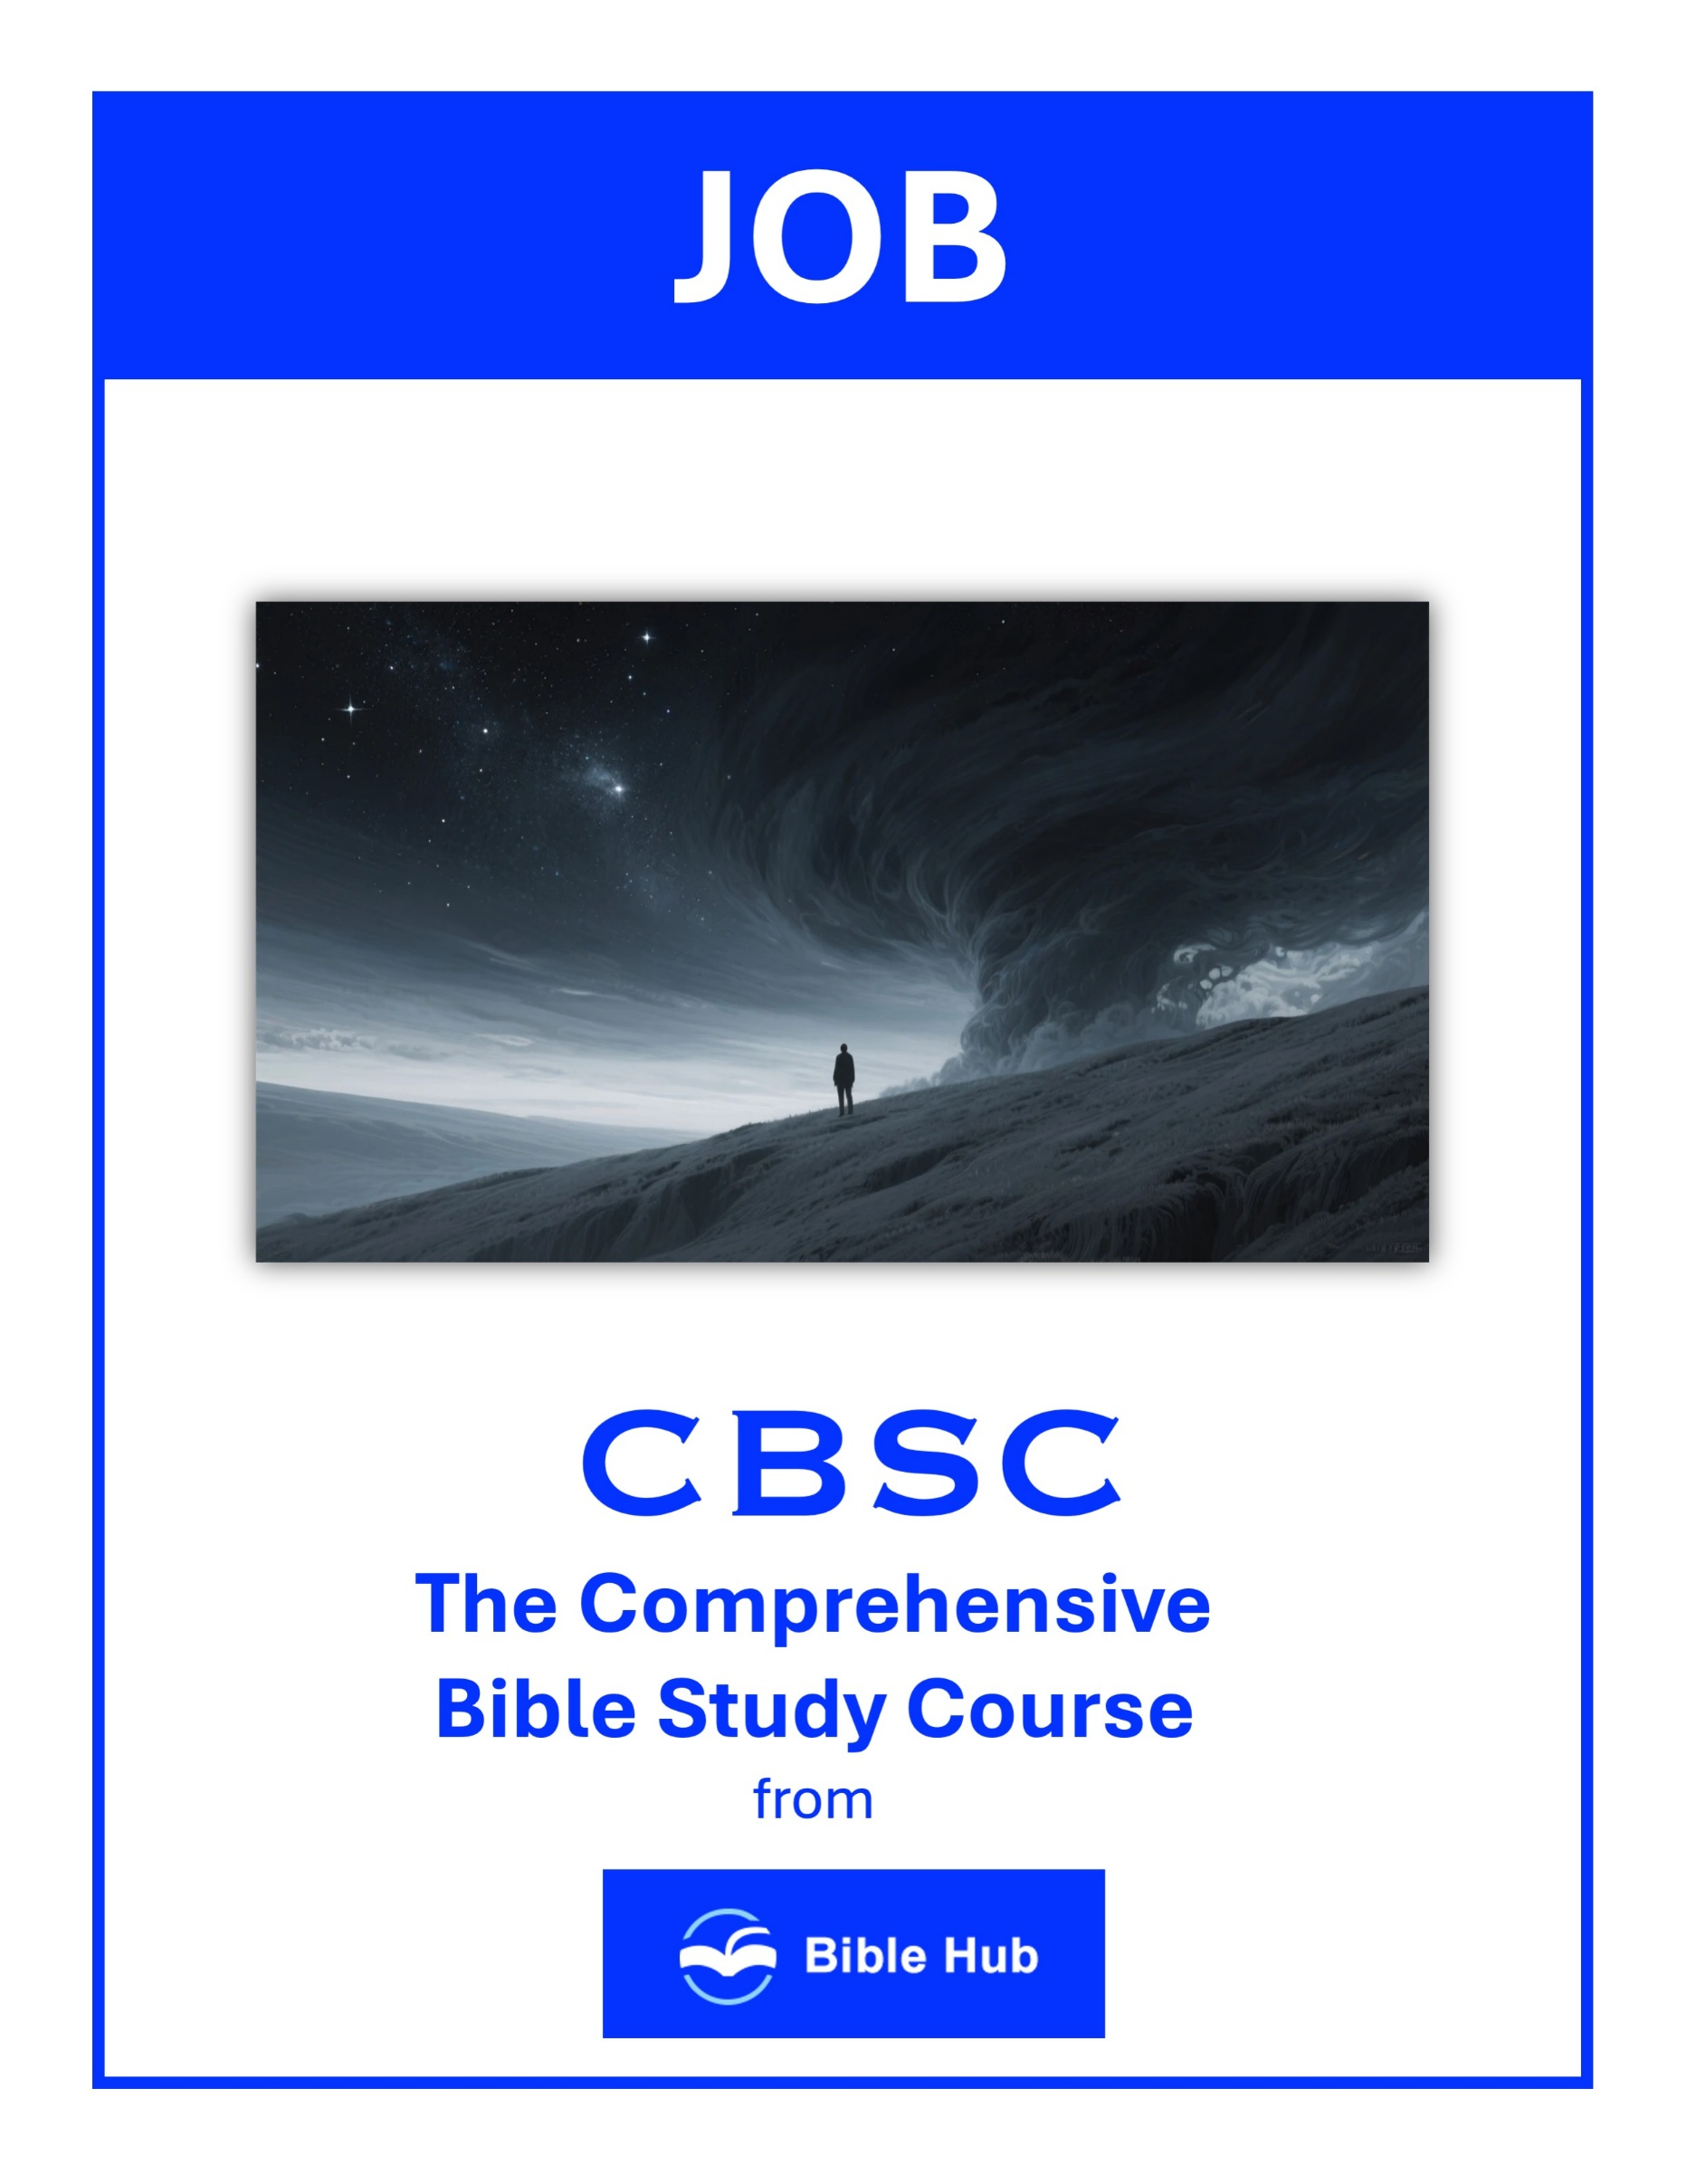 JOB
CBSC
The Comprehensive
Bible Study Course
from
Bible Hub